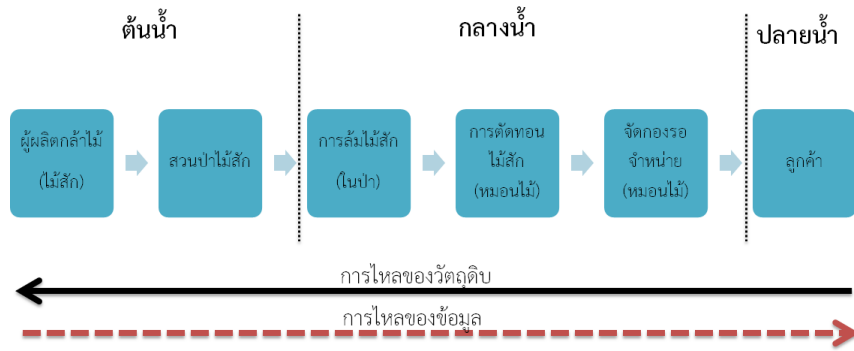 ต้นน้ำ
กลางน้ำ
ปลายน้ำ
ผู้ผลิตกล้าไม้
(ไม้สัก)
สวนป่าไม้สัก
การล้มไม้สัก
(ในป่า)
การตัดทอน
ไม้สัก
(หมอนไม้)
จัดกองรอ
จำหน่าย
(หมอนไม้)
ลูกค้า
การไหลของวัตถุดิบ
การไหลของข้อมูล